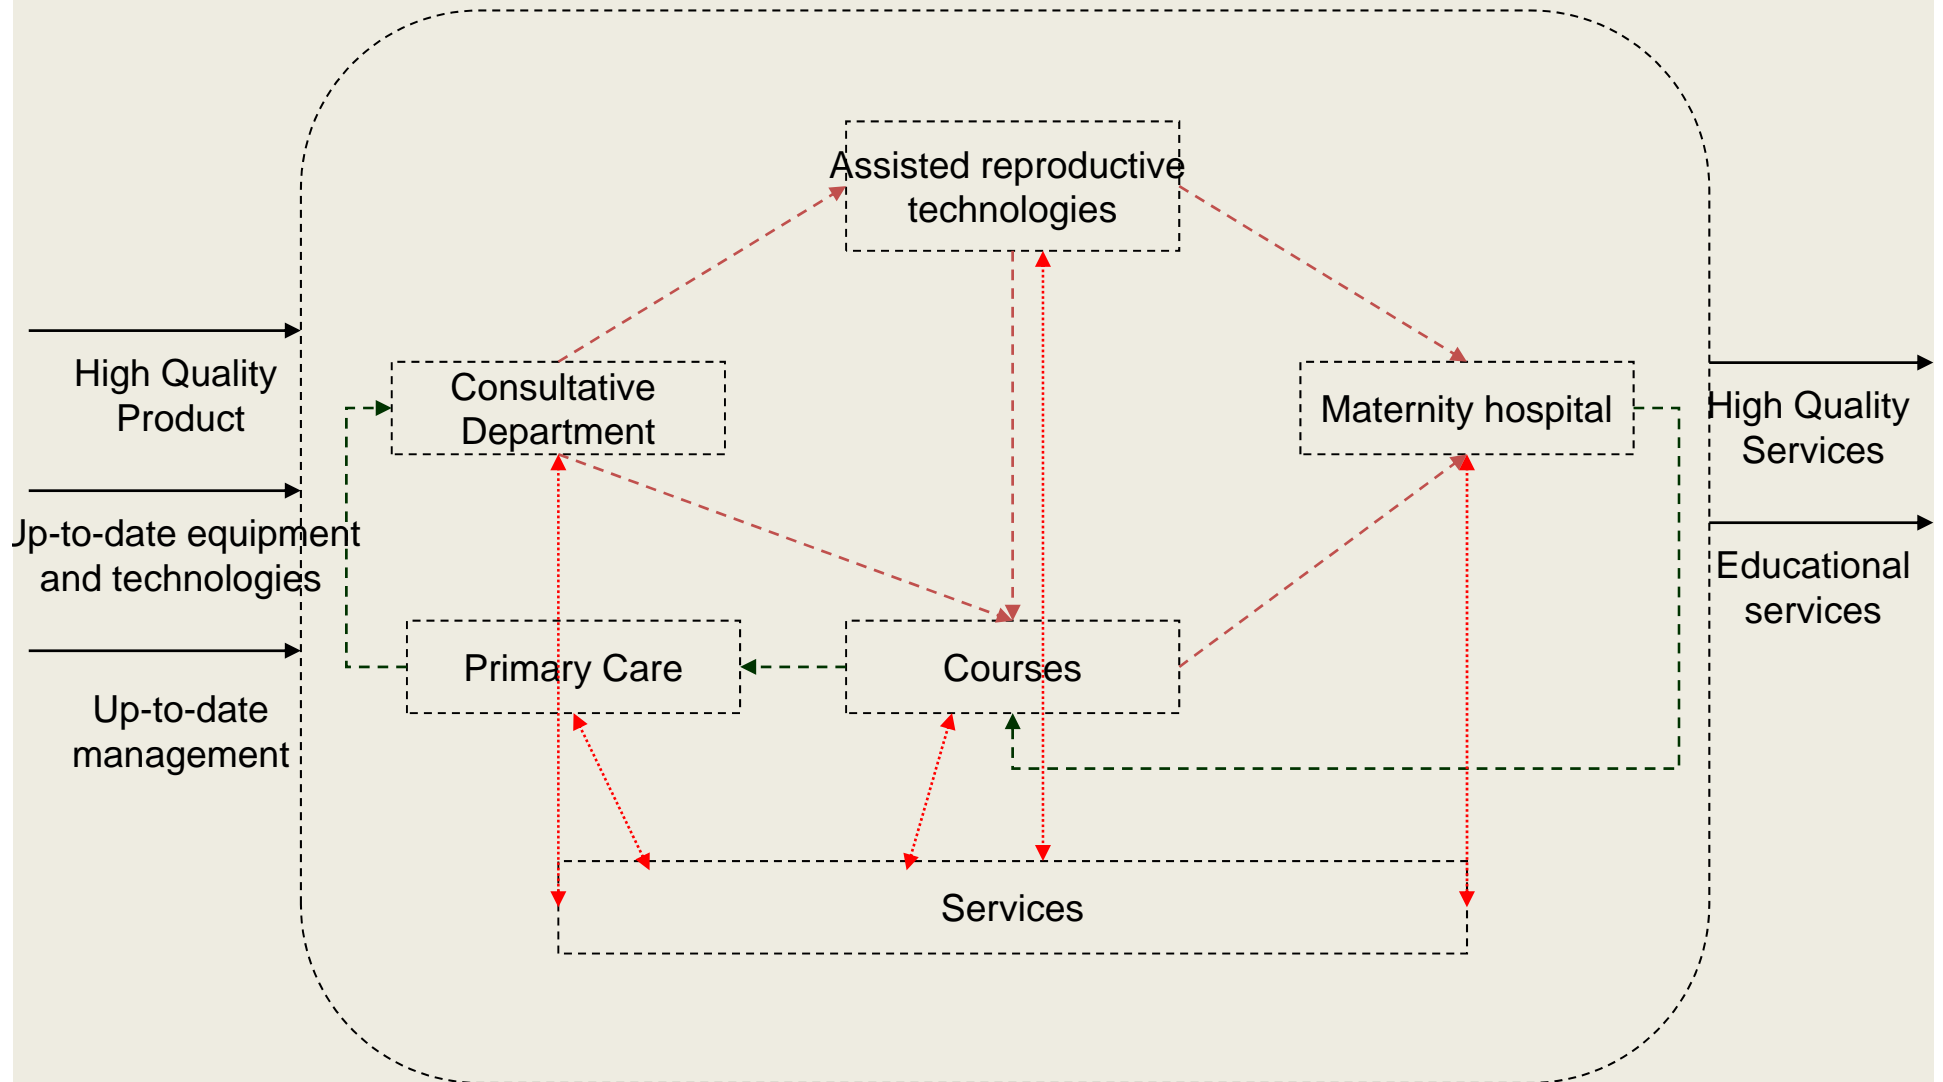 Assisted reproductive
technologies
High Quality
Product
Consultative
Department
Maternity hospital
High Quality
Services
Up-to-date equipment
and technologies
Educational
services
Primary Care
Courses
Up-to-date
management
Services